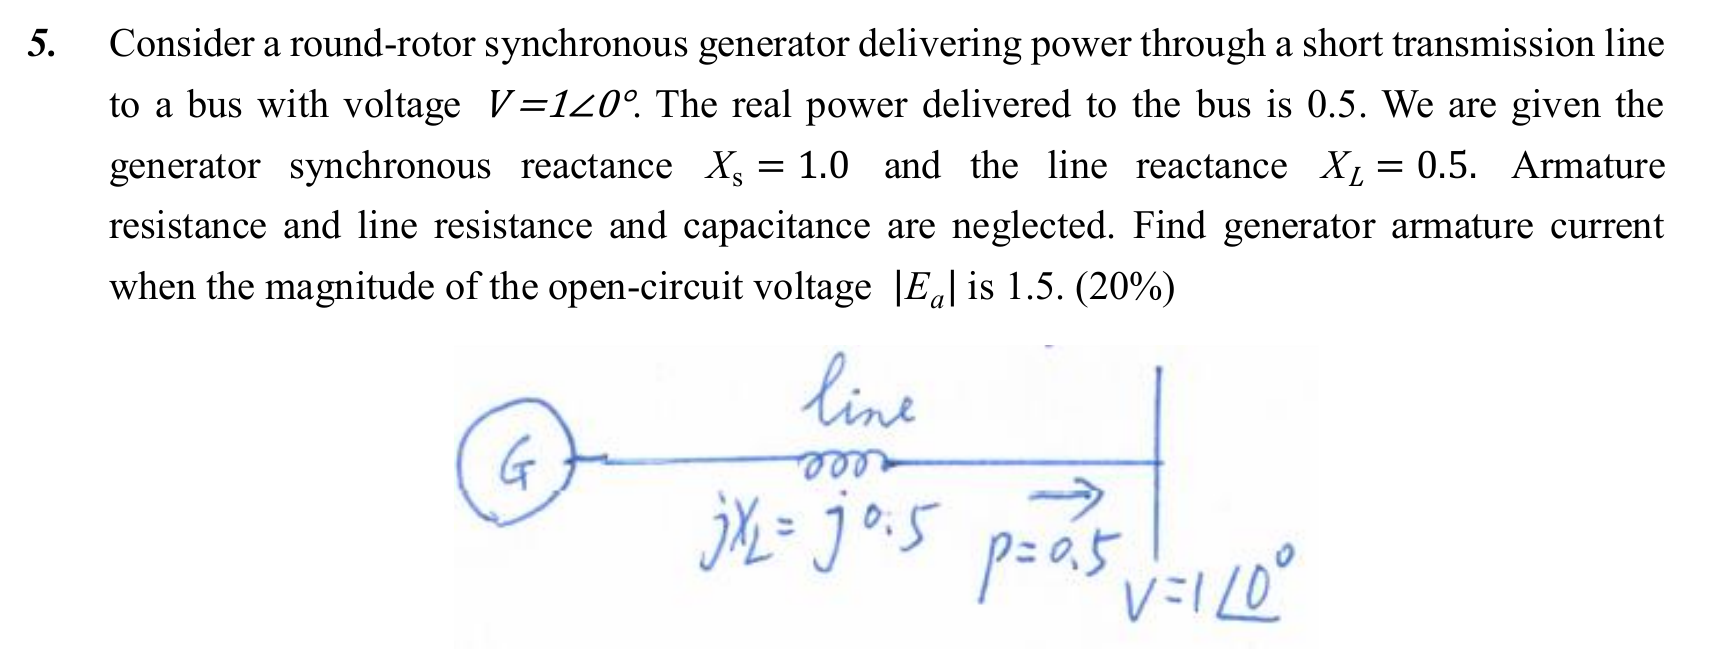 5. Consider a round-rotor synchronous generator delivering power through a short transmission line
to a bus with voltage V=1∠0°. The real power delivered to the bus is 0.5. We are given the
generator synchronous reactance Xₛ = 1.0 and the line reactance X_L = 0.5. Armature
resistance and line resistance and capacitance are neglected. Find generator armature current
when the magnitude of the open-circuit voltage |Eₐ| is 1.5. (20%)
line
G
jX_L = j0.5
p=0.5
V=1∠0°